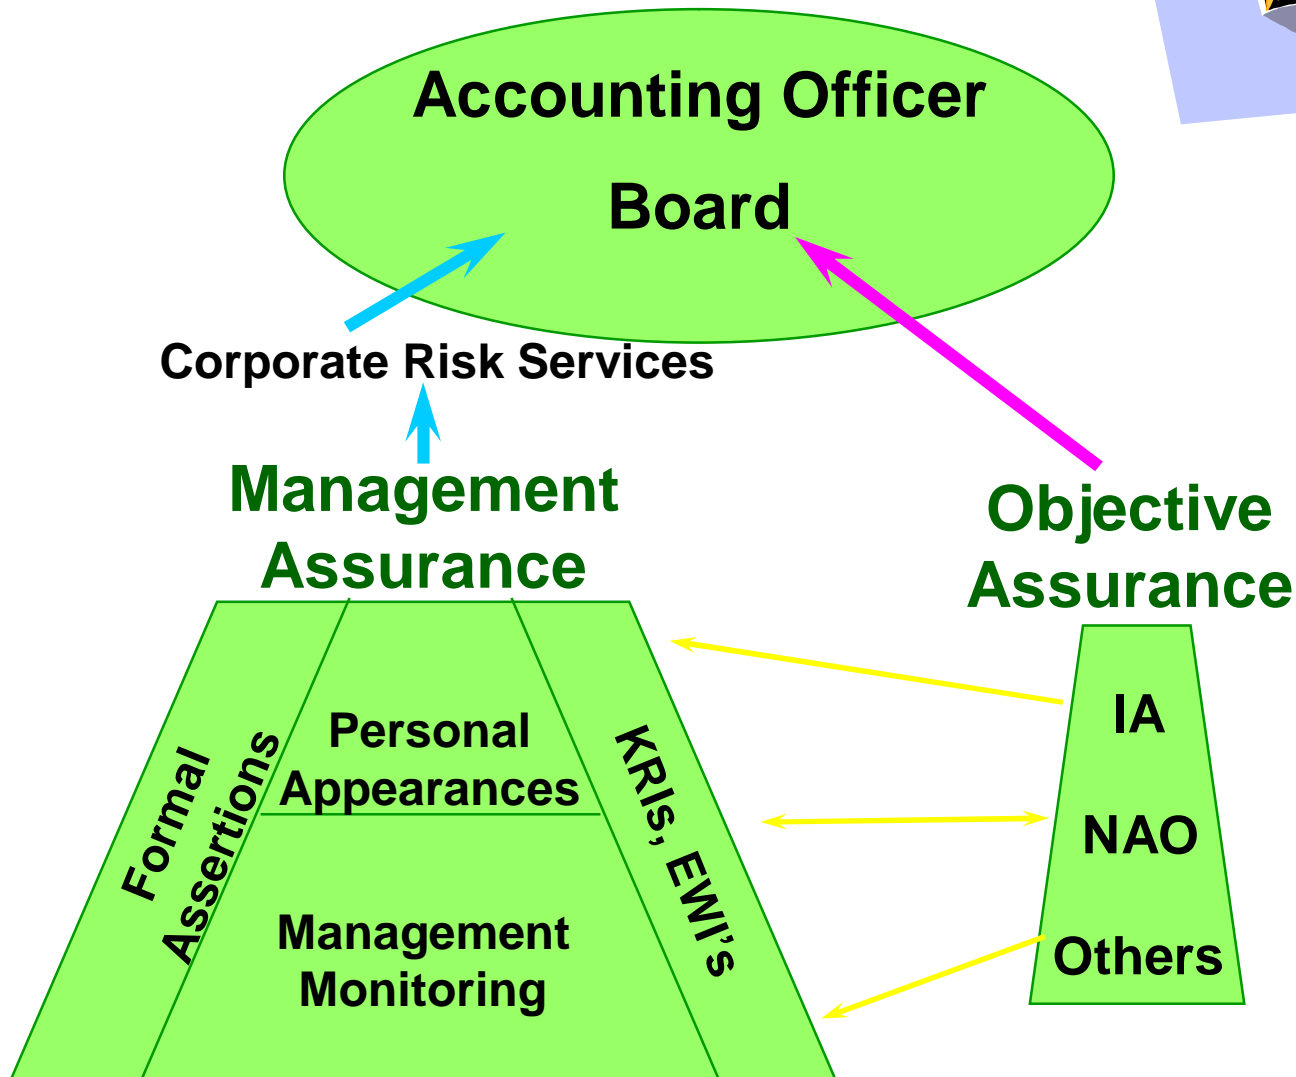 Accounting Officer
Board
Corporate Risk Services
Management
Assurance
Objective
Assurance
Formal
Assertions
Personal
Appearances
KRIs, EWI’s
Management
Monitoring
IA
NAO
Others